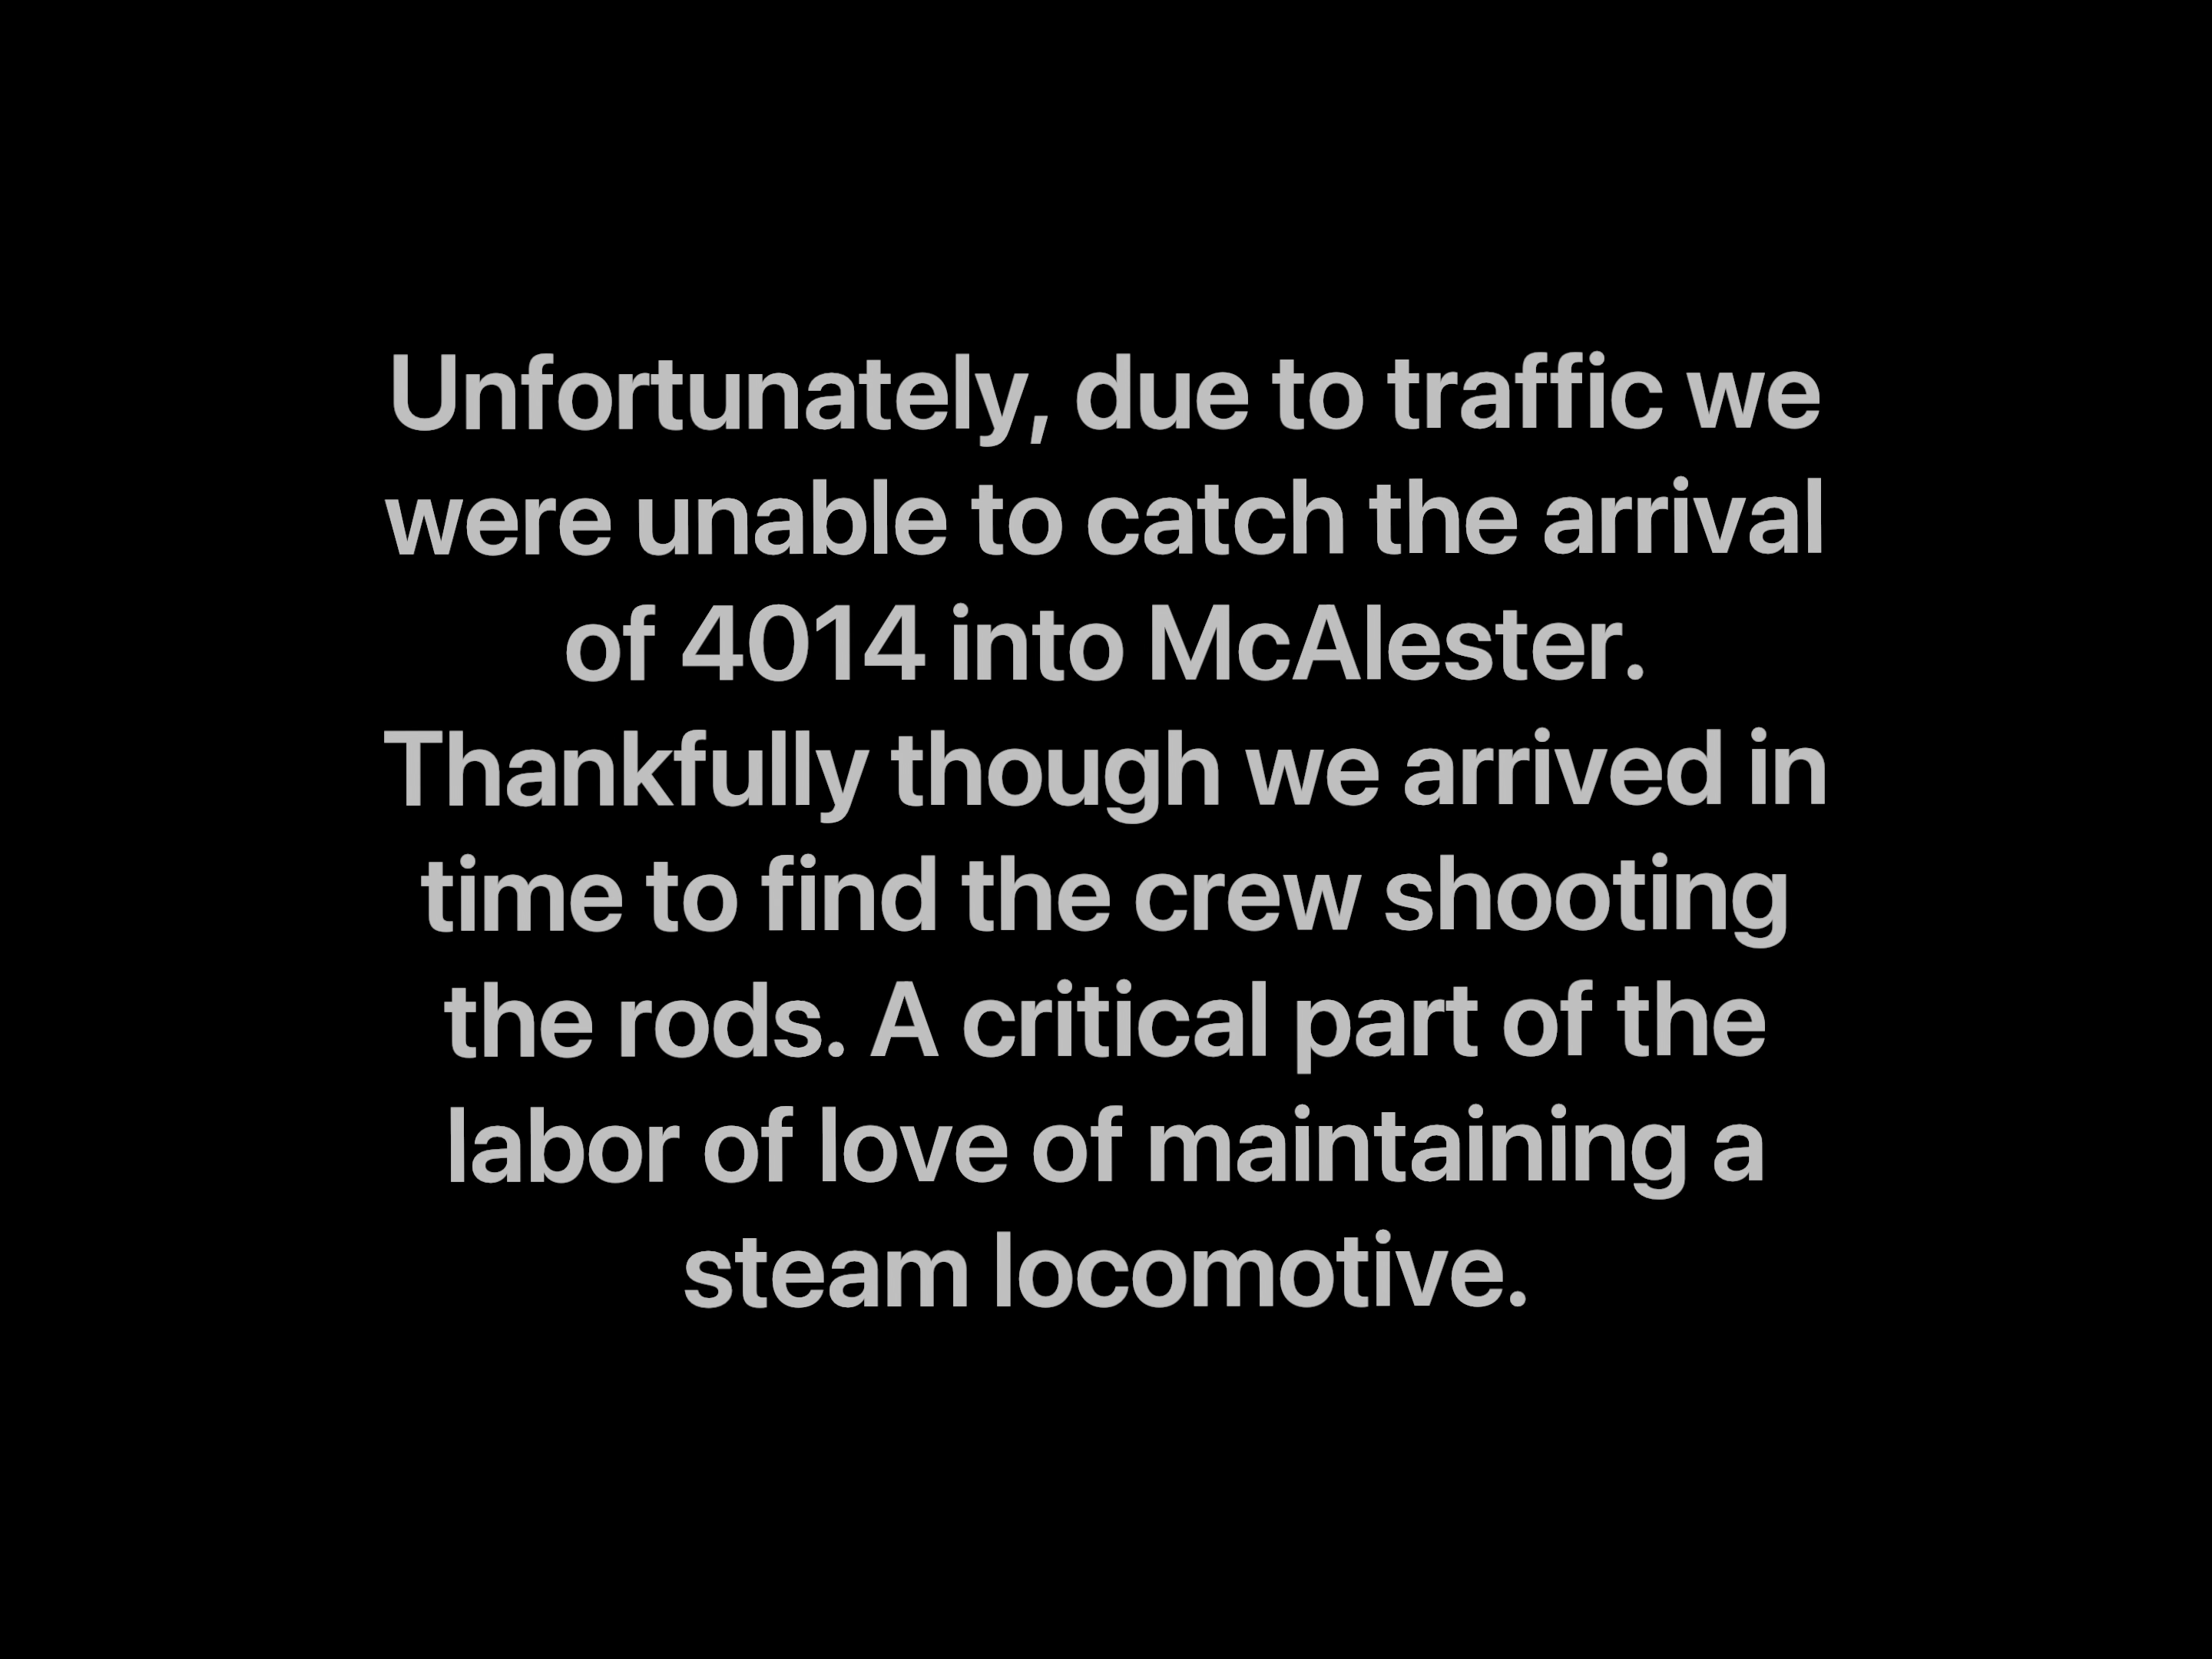 Unfortunately, due to traffic we
were unable to catch the arrival
of 4014 into McAlester.
Thankfully though we arrived in
time to find the crew shooting
the rods. A critical part of the
labor of love of maintaining a
steam locomotive.